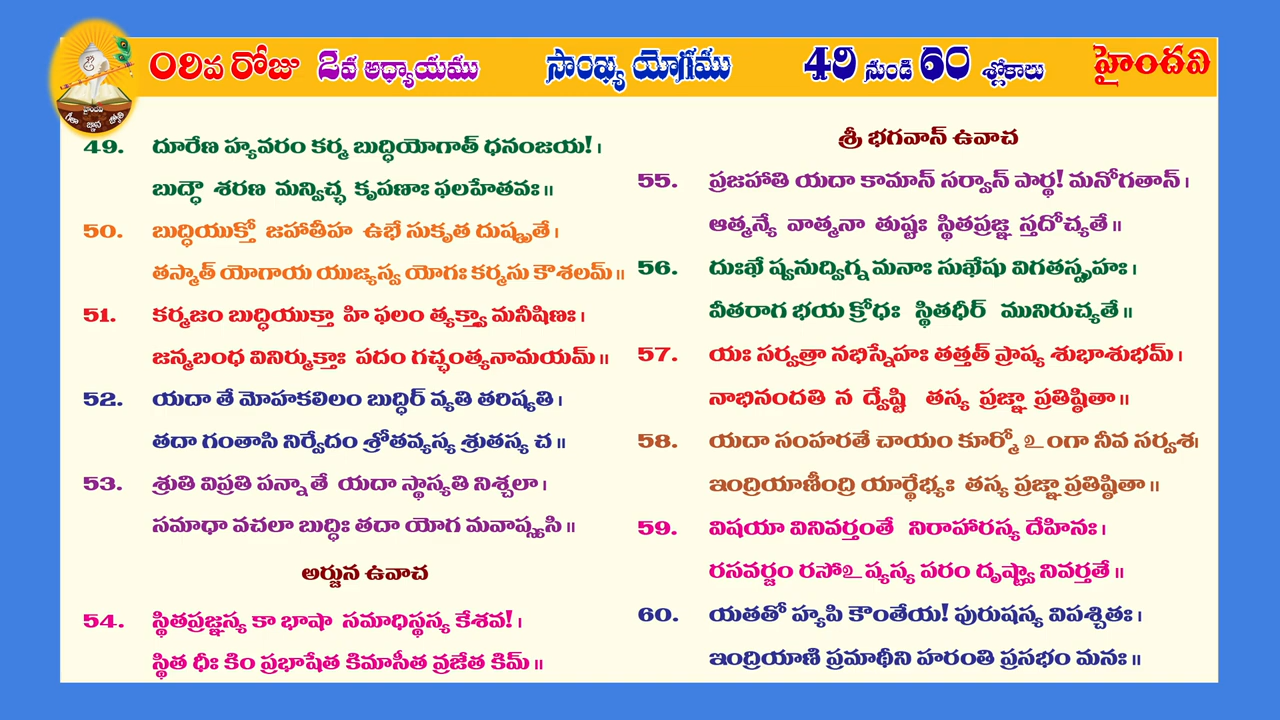 09వ రోజు 2వ అధ్యాయము సాంఖ్య యోగము 49 నుండి 60 శ్లోకాలు హైందవి
హైందవి
గీతా జ్ఞాన జ్యోతి
49. దూరేణ హ్యవరం కర్మ బుద్ధియోగాత్ ధనంజయ! ।
బుద్ధౌ శరణ మన్విచ్ఛ కృపణాః ఫలహేతవః ॥
50. బుద్ధియుక్తో జహాతీహ ఉభే సుకృత దుష్కృతే ।
తస్మాత్ యోగాయ యుజ్యస్వ యోగః కర్మసు కౌశలమ్ ॥
51. కర్మజం బుద్ధియుక్తా హి ఫలం త్యక్త్వా మనీషిణః ।
జన్మబంధ వినిర్ముక్తాః పదం గచ్ఛంత్యనామయమ్ ॥
52. యదా తే మోహకలిలం బుద్ధిర్ వ్యతి తరిష్యతి ।
తదా గంతాసి నిర్వేదం శ్రోతవ్యస్య శ్రుతస్య చ ॥
53. శ్రుతి విప్రతి పన్నా తే యదా స్థాస్యతి నిశ్చలా ।
సమాధా వచలా బుద్ధిః తదా యోగ మవాప్స్యసి ॥
అర్జున ఉవాచ
54. స్థితప్రజ్ఞస్య కా భాషా సమాధిస్థస్య కేశవ! ।
స్థిత ధీః కిం ప్రభాషేత కిమాసీత వ్రజేత కిమ్ ॥
శ్రీ భగవాన్ ఉవాచ
55. ప్రజహాతి యదా కామాన్ సర్వాన్ పార్థ! మనోగతాన్ ।
ఆత్మన్యే వాత్మనా తుష్టః స్థితప్రజ్ఞ స్తదోచ్యతే ॥
56. దుఃఖే ష్వనుద్విగ్న మనాః సుఖేషు విగతస్పృహః ।
వీతరాగ భయ క్రోధః స్థితధీర్ మునిరుచ్యతే ॥
57. యః సర్వత్రా నభిస్నేహః తత్తత్ ప్రాప్య శుభాశుభమ్ ।
నాభినందతి న ద్వేష్టి తస్య ప్రజ్ఞా ప్రతిష్ఠితా ॥
58. యదా సంహరతే చాయం కూర్మో ఽంగా నీవ సర్వశ।
ఇంద్రియాణీంద్రి యార్థేభ్యః తస్య ప్రజ్ఞా ప్రతిష్ఠితా ॥
59. విషయా వినివర్తంతే నిరాహారస్య దేహినః ।
రసవర్జం రసోఽ ప్యస్య పరం దృష్ట్వా నివర్తతే ॥
60. యతతో హ్యపి కౌంతేయ! పురుషస్య విపశ్చితః ।
ఇంద్రియాణి ప్రమాథీని హరంతి ప్రసభం మనః ॥